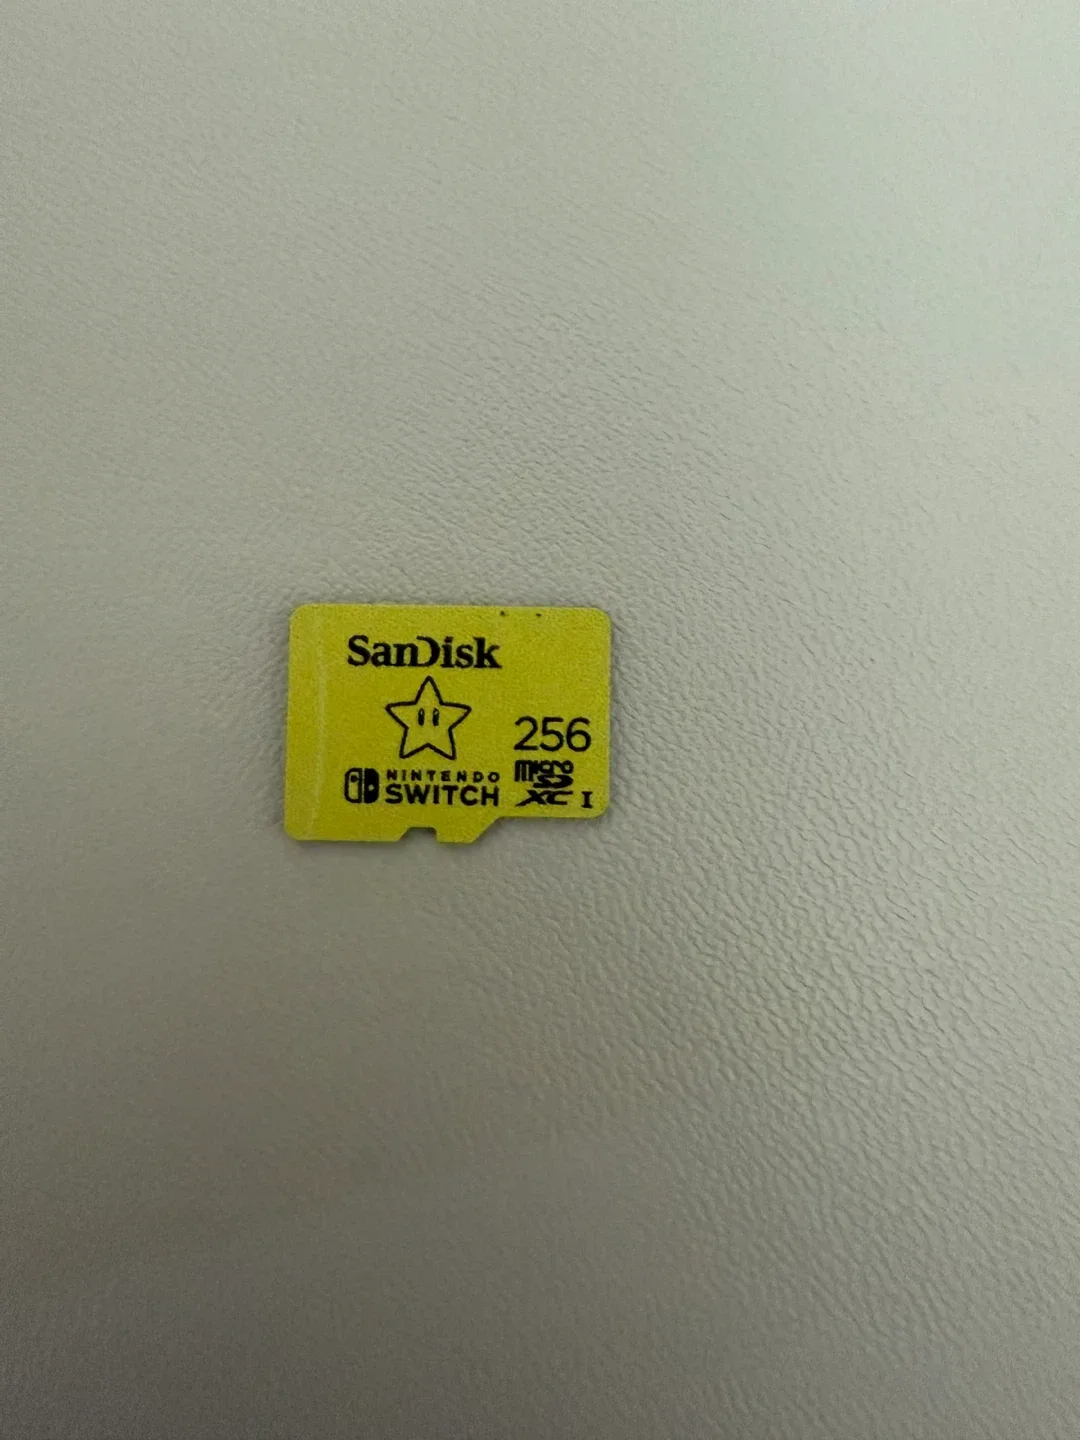 SanDisk
256
NINTENDO
SWITCH
micro
SD
XC I